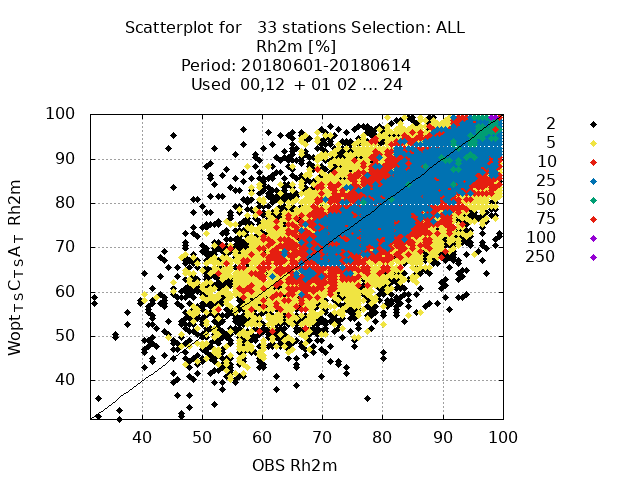 Scatterplot for 33 stations Selection: ALL
Rh2m [%]
Period: 20180601-20180614
Used 00,12 + 01 02 ... 24
100
90
80
70
60
50
40
Wopt T S C T S A T Rh2m
40 50 60 70 80 90 100
OBS Rh2m
2
5
10
25
50
75
100
250